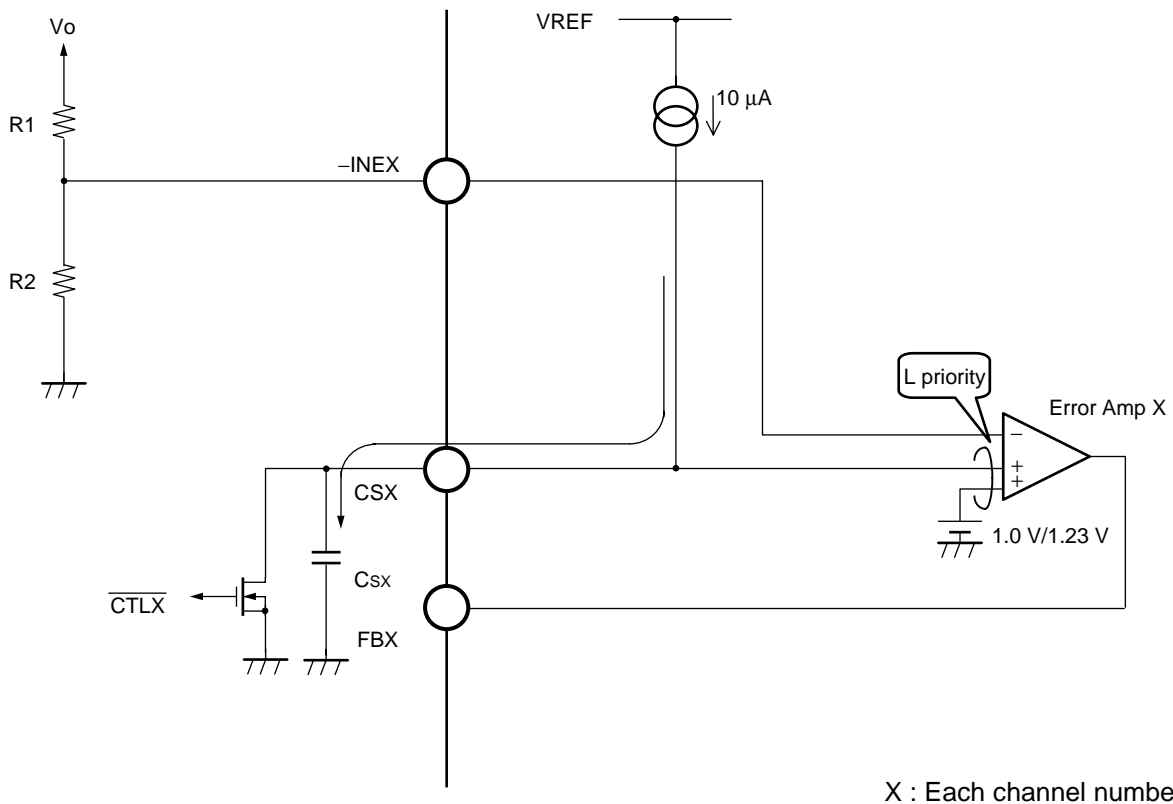 Vo
VREF
R1
10 μA
−INEX
R2
L priority
Error Amp X
−
+
+
CSX
1.0 V/1.23 V
CSX
CTLX
FBX
X : Each channel numbe